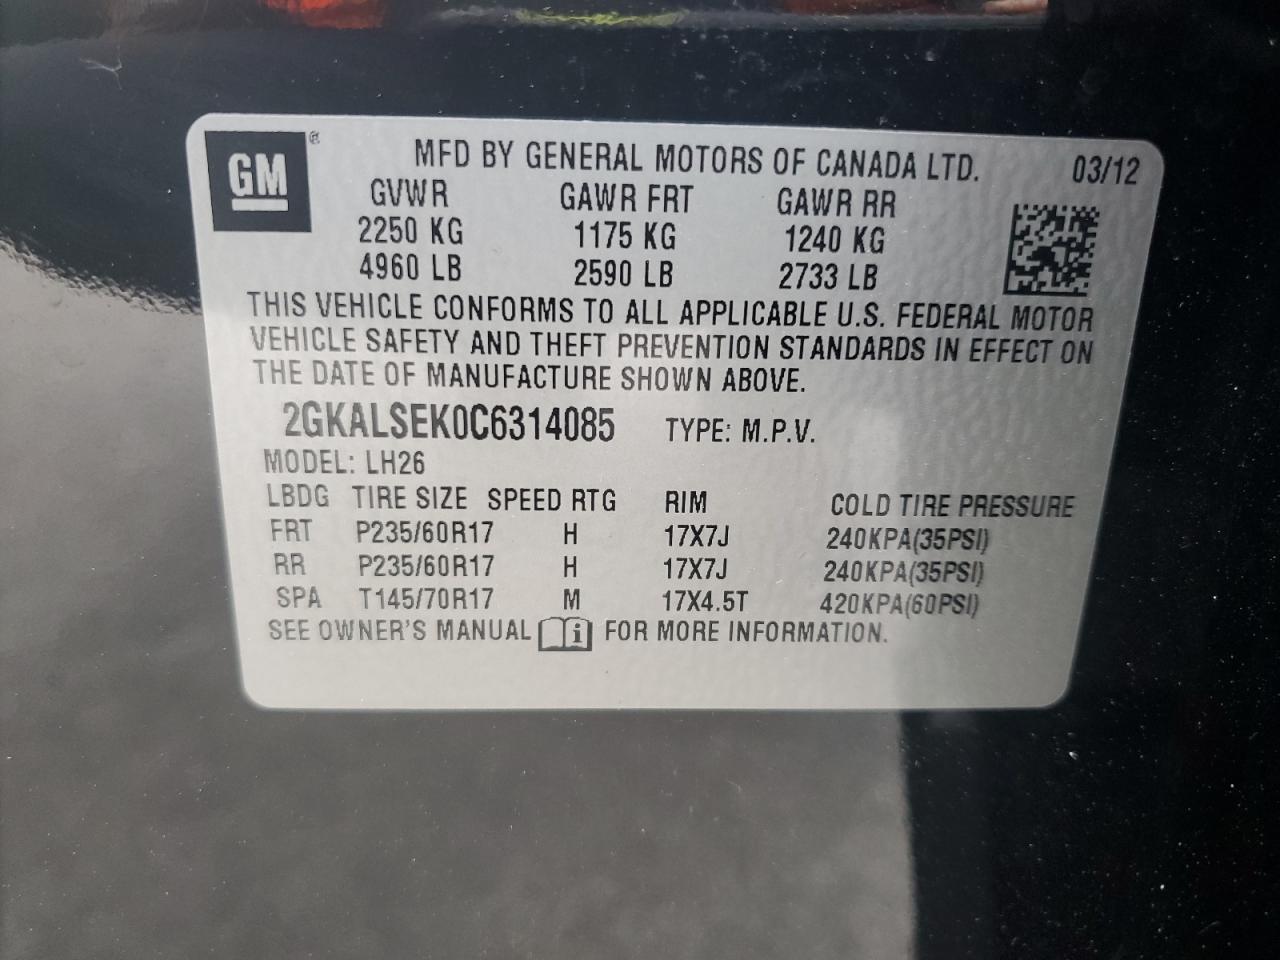 GM ®
MFD BY GENERAL MOTORS OF CANADA LTD. 03/12
GVWR GAWR FRT GAWR RR
2250 KG 1175 KG 1240 KG
4960 LB 2590 LB 2733 LB
THIS VEHICLE CONFORMS TO ALL APPLICABLE U.S. FEDERAL MOTOR
VEHICLE SAFETY AND THEFT PREVENTION STANDARDS IN EFFECT ON
THE DATE OF MANUFACTURE SHOWN ABOVE.
2GKALSEK0C6314085 TYPE: M.P.V.
MODEL: LH26
LBDG TIRE SIZE SPEED RTG RIM COLD TIRE PRESSURE
FRT P235/60R17 H 17X7J 240KPA(35PSI)
RR P235/60R17 H 17X7J 240KPA(35PSI)
SPA T145/70R17 M 17X4.5T 420KPA(60PSI)
SEE OWNER'S MANUAL i FOR MORE INFORMATION.